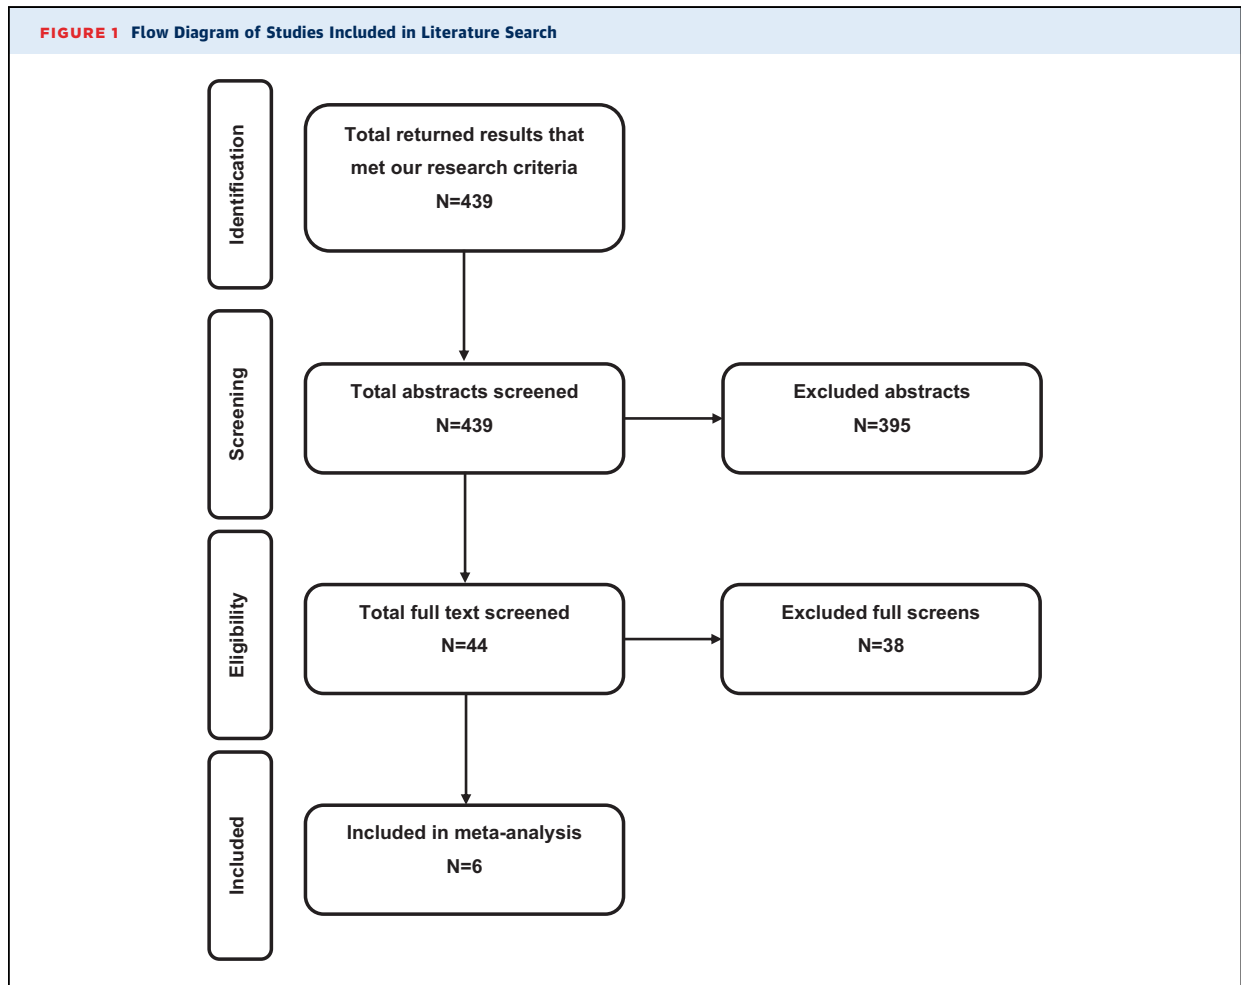 FIGURE 1 Flow Diagram of Studies Included in Literature Search
Identification
Total returned results that
met our research criteria
N=439
Screening
Total abstracts screened
N=439
Excluded abstracts
N=395
Eligibility
Total full text screened
N=44
Excluded full screens
N=38
Included
Included in meta-analysis
N=6